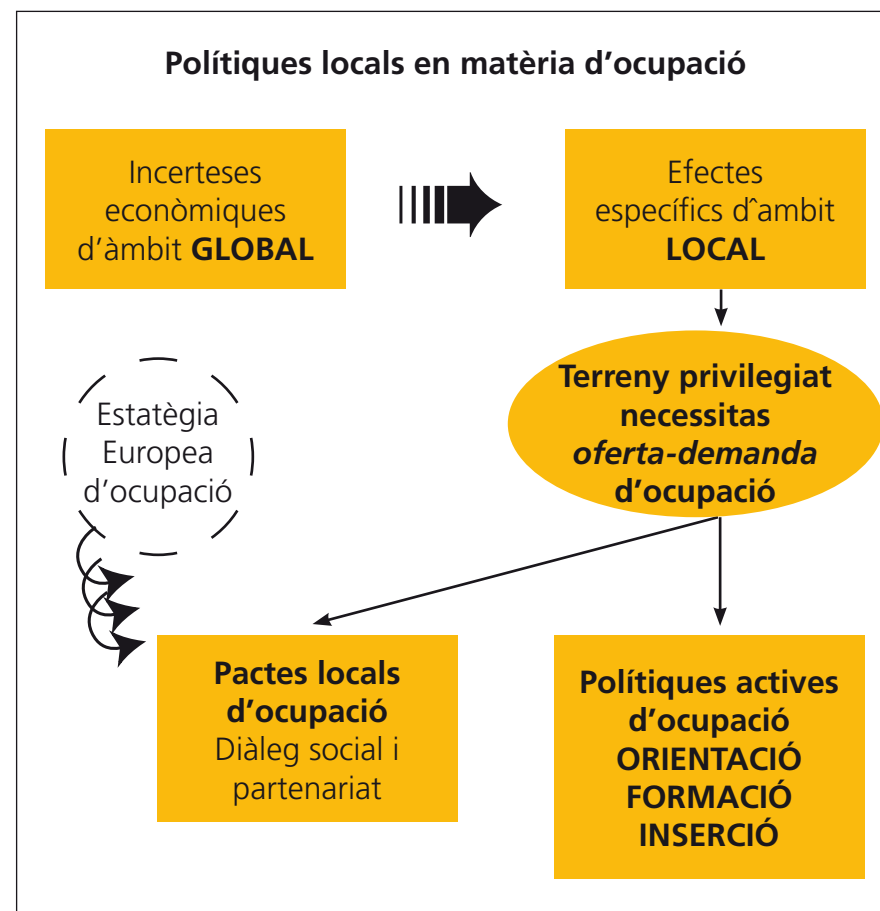 Polítiques locals en matèria d’ocupació
Incerteses
econòmiques
d’àmbit GLOBAL
Efectes
específics dˆambit
LOCAL
Terreny privilegiat
necessitas
oferta-demanda
d’ocupació
Estatègia
Europea
d’ocupació
Pactes locals
d’ocupació
Diàleg social i
partenariat
Polítiques actives
d’ocupació
ORIENTACIÓ
FORMACIÓ
INSERCIÓ